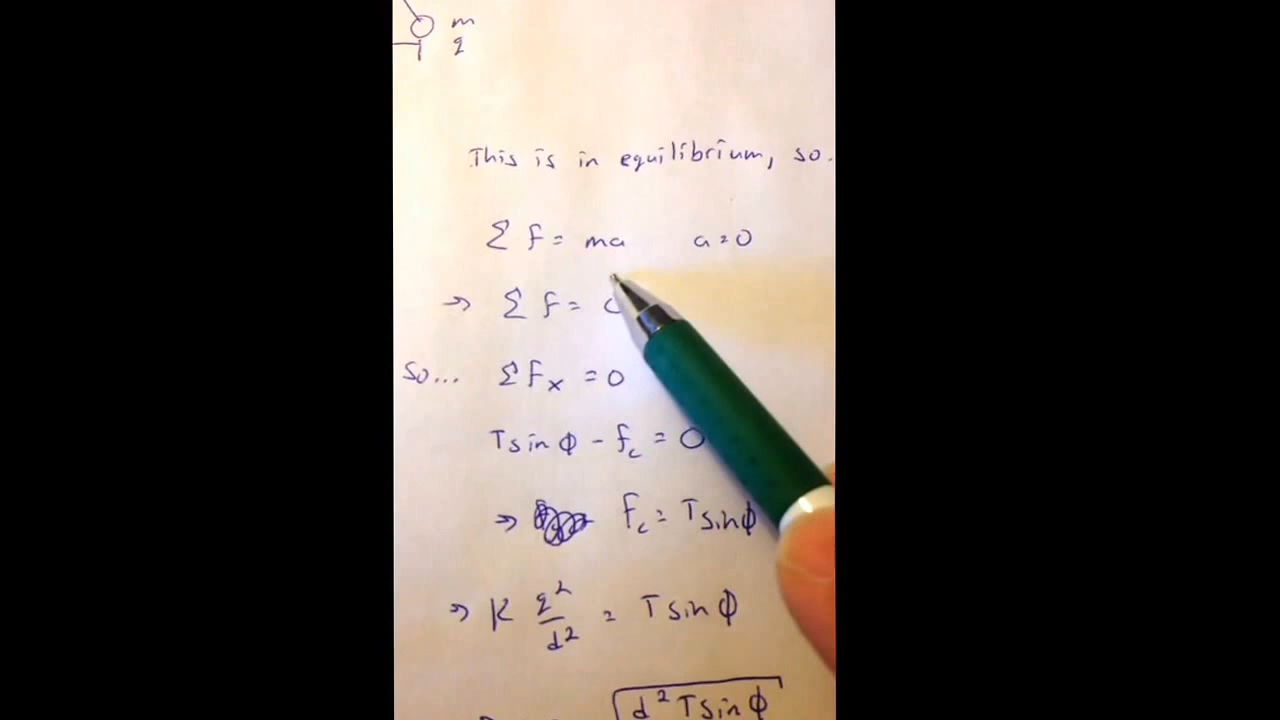 m
q
This is in equilibrium, so.
Σ F = ma a = 0
⇒ Σ F = 0
So... Σ Fx = 0
T sin φ - Fc = 0
⇒ Fc = T sin φ
⇒ K q² / d² = T sin φ
√ d² T sin φ